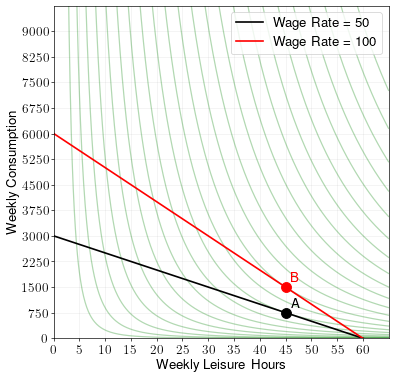 Wage Rate = 50
Wage Rate = 100
Weekly Consumption
9000
8250
7500
6750
6000
5250
4500
3750
3000
2250
1500
750
0
B
A
0 5 10 15 20 25 30 35 40 45 50 55 60
Weekly Leisure Hours